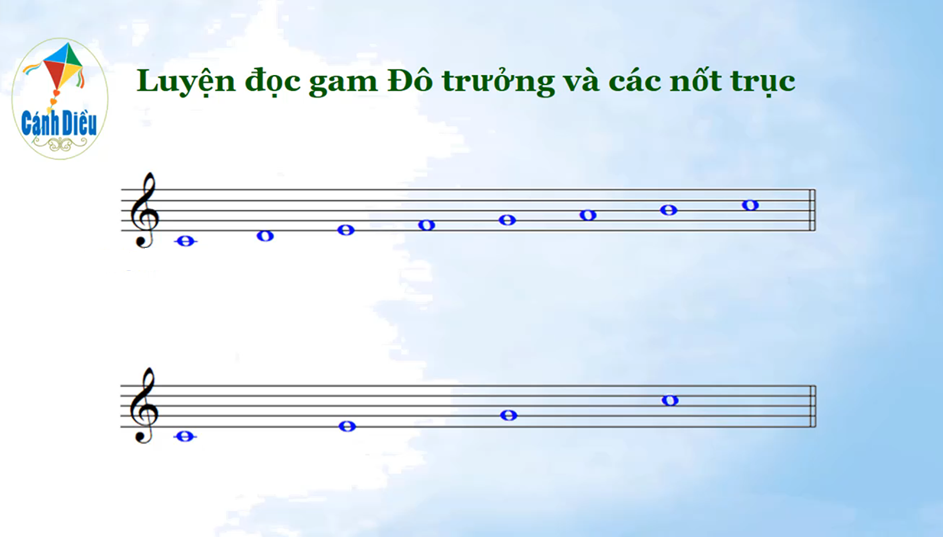 Cánh Diều
Luyện đọc gam Đô trưởng và các nốt trục